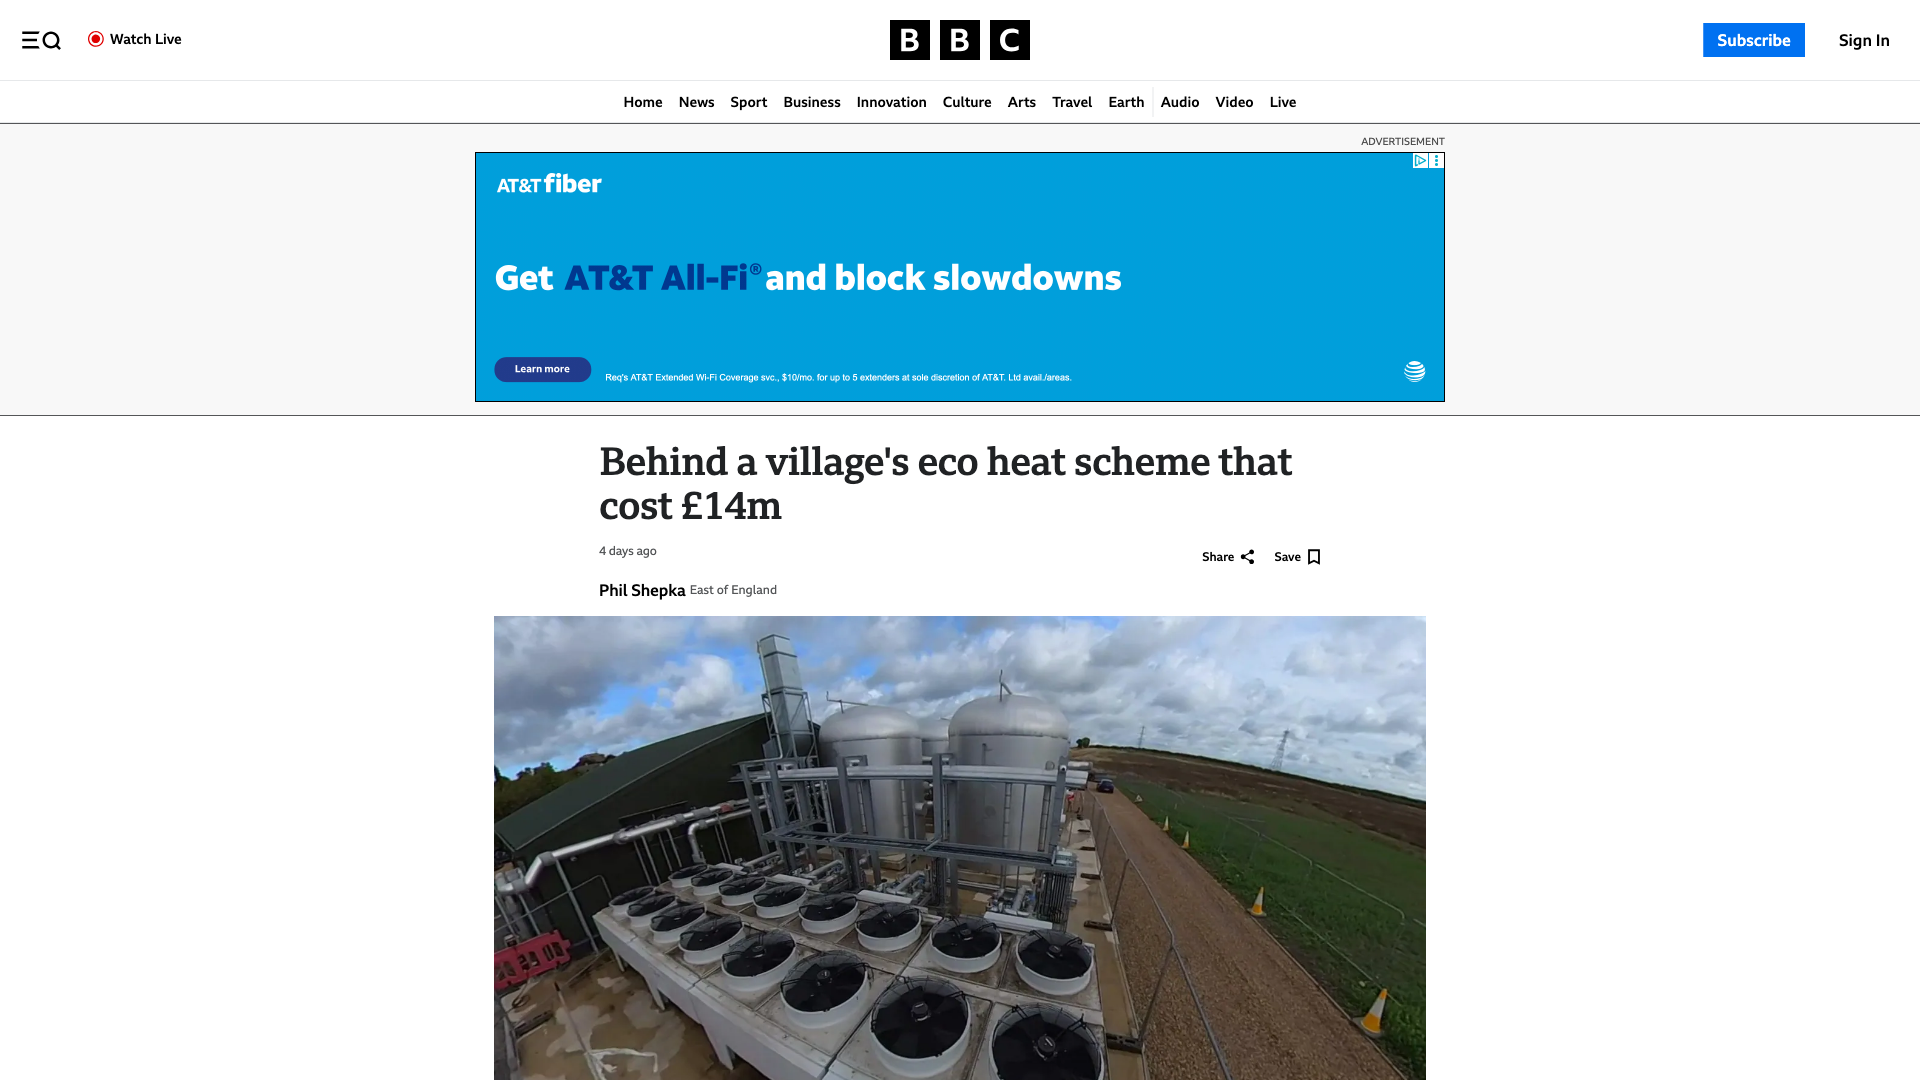 Watch Live
BBC
Subscribe
Sign In
Home News Sport Business Innovation Culture Arts Travel Earth Audio Video Live
ADVERTISEMENT
AT&T fiber
Get AT&T All-Fi® and block slowdowns
Learn more
Req's AT&T Extended Wi-Fi Coverage svc., $10/mo. for up to 5 extenders at sole discretion of AT&T. Ltd avail./areas.
Behind a village's eco heat scheme that
cost £14m
4 days ago
Share
Save
Phil Shepka East of England